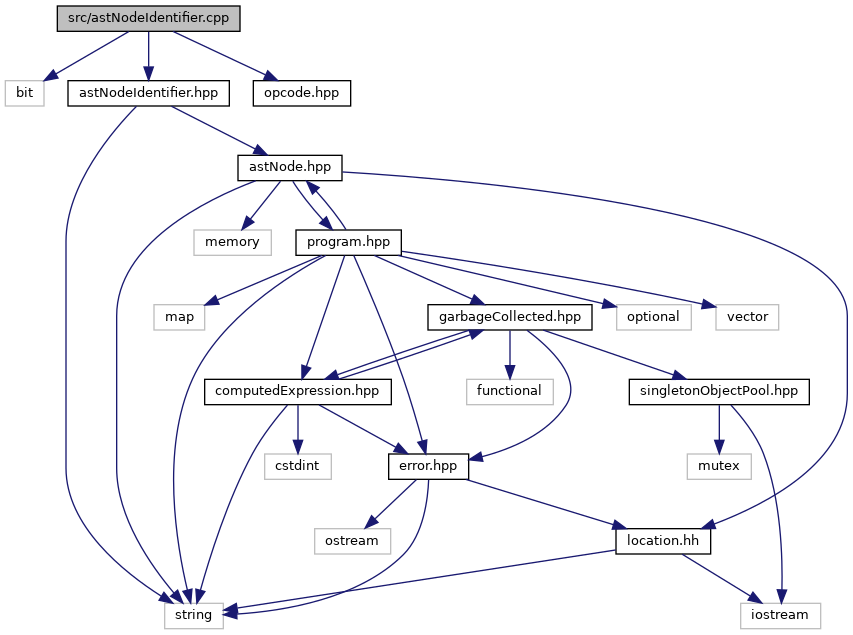 src/astNodeIdentifier.cpp
bit
astNodeIdentifier.hpp
opcode.hpp
astNode.hpp
memory
program.hpp
map
garbageCollected.hpp
optional
vector
computedExpression.hpp
functional
singletonObjectPool.hpp
cstdint
error.hpp
mutex
ostream
location.hh
string
iostream